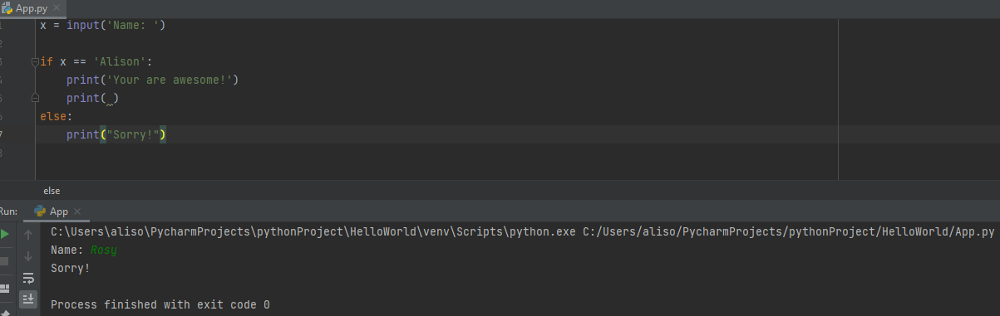 App.py
1 x = input('Name: ')
2
3 if x == 'Alison':
4     print('Your are awesome!')
5     print( )
6 else:
7     print("Sorry!")
8
else
Run: App
C:\Users\aliso\PycharmProjects\pythonProject\HelloWorld\venv\Scripts\python.exe C:/Users/aliso/PycharmProjects/pythonProject/HelloWorld/App.py
Name: Rosy
Sorry!
Process finished with exit code 0